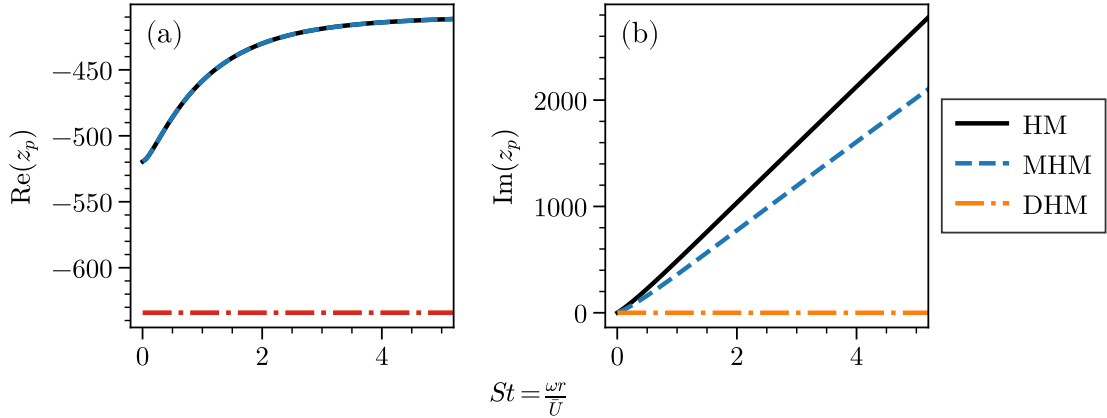 (a)
Re(z_p)
−450
−500
−550
−600
0
2
4
(b)
Im(z_p)
2000
1000
0
0
2
4
HM
MHM
DHM
St = ωr/Ū